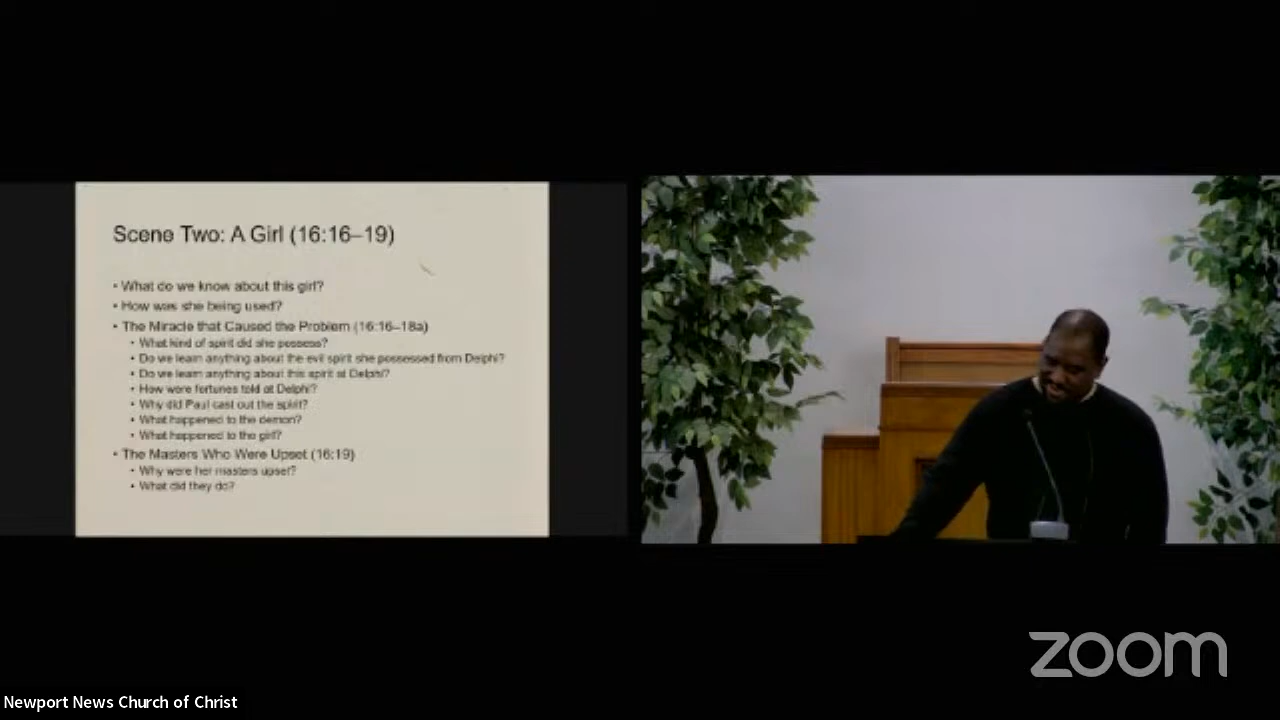 Scene Two: A Girl (16:16–19)
• What do we know about this girl?
• How was she being used?
• The Miracle that Caused the Problem (16:16–18a)
• What kind of spirit did she possess?
• Do we learn anything about the evil spirit she possessed from Delphi?
• Do we learn anything about this spirit at Delphi?
• How were fortunes told at Delphi?
• Why did Paul cast out the spirit?
• What happened to the demon?
• What happened to the girl?
• The Masters Who Were Upset (16:19)
• Why were her masters upset?
• What did they do?
zoom
Newport News Church of Christ